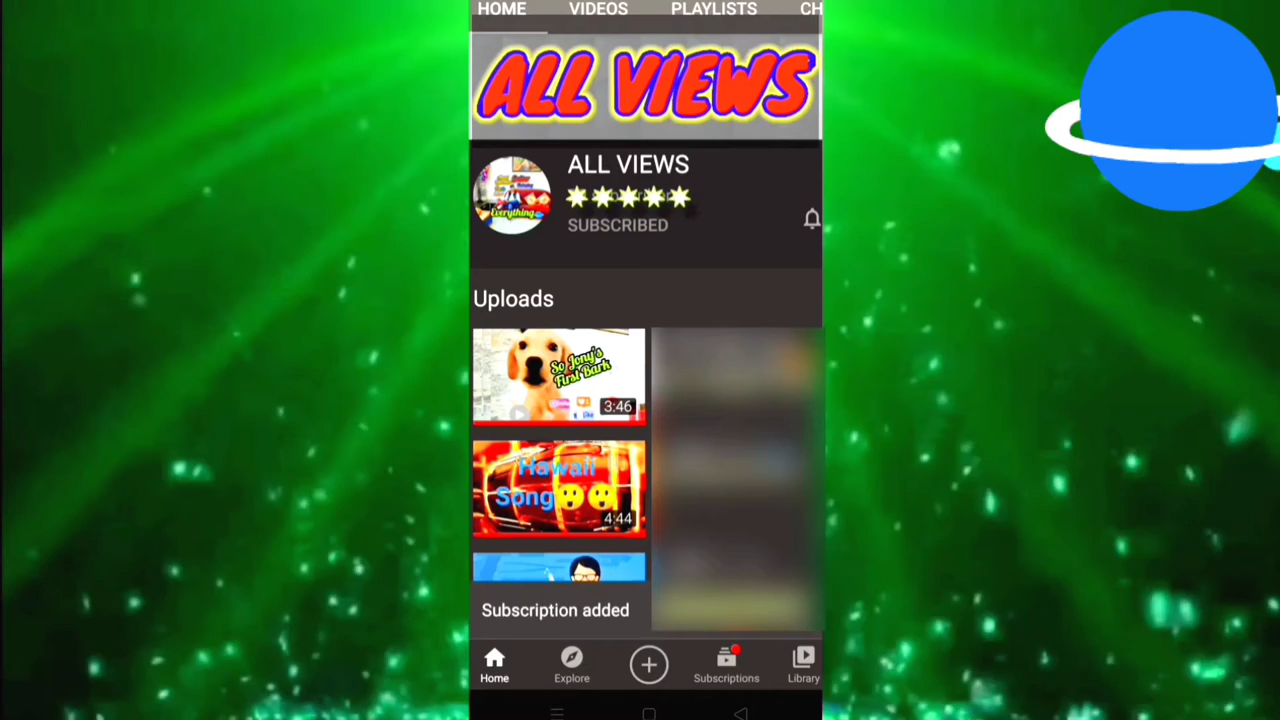 HOME VIDEOS PLAYLISTS CH
ALL VIEWS
ALL VIEWS
SUBSCRIBED
Everything
Uploads
So Jony's
First Bark
3:46
Hawaii
Song😲😲
4:44
Subscription added
Home Explore Subscriptions Library